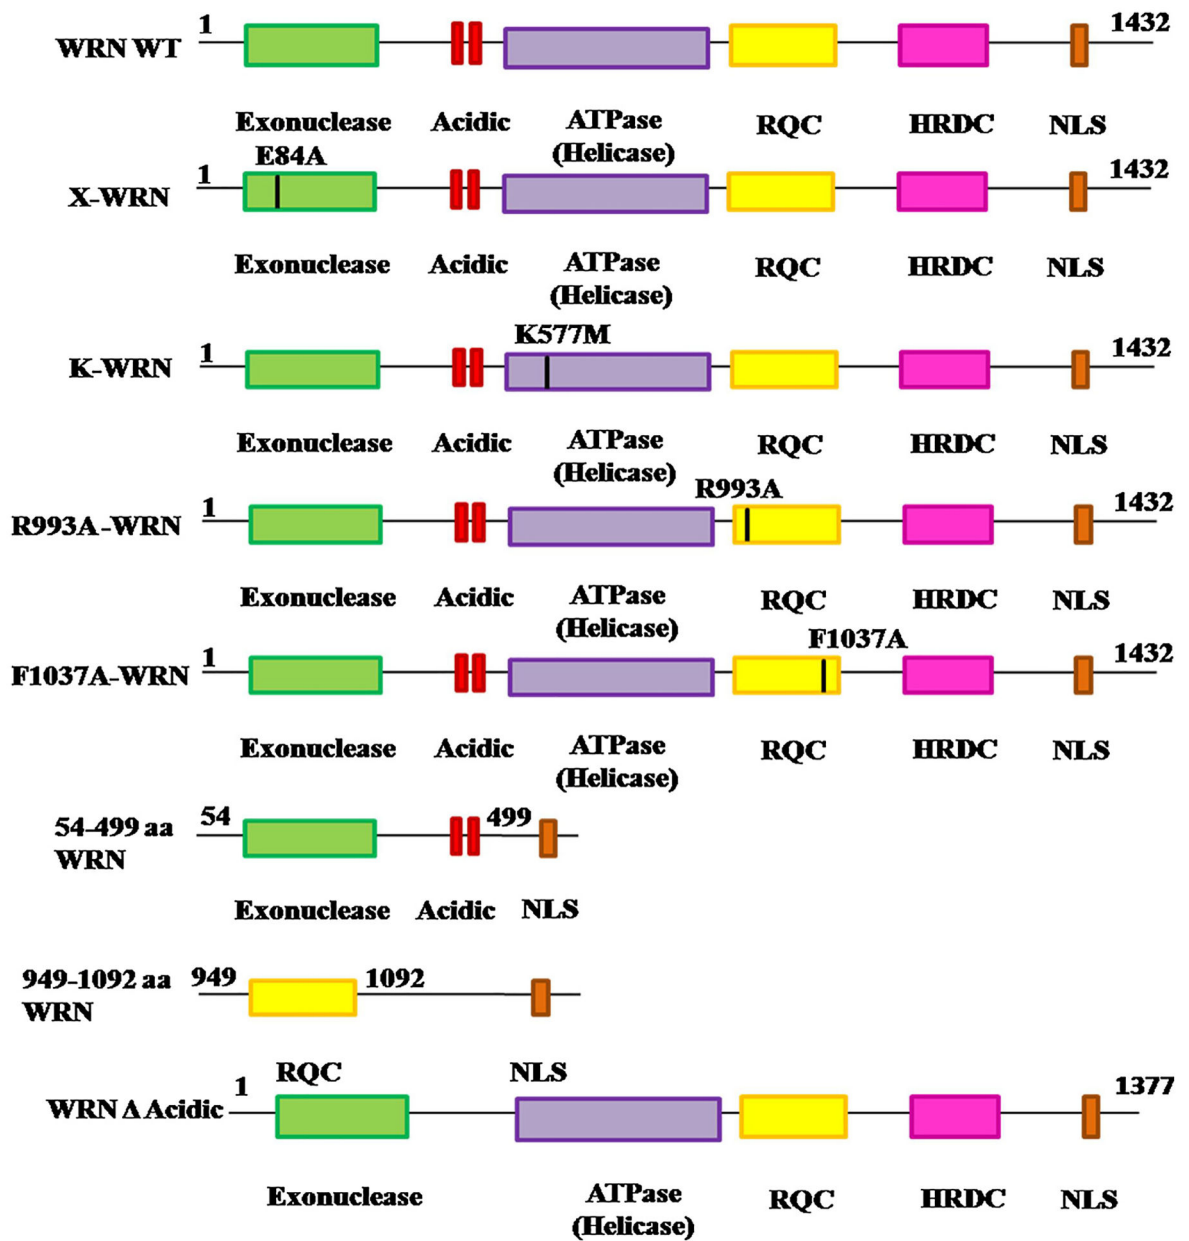 1 1432
WRN WT
Exonuclease Acidic ATPase RQC HRDC NLS
(Helicase)
E84A
1 1432
X-WRN
Exonuclease Acidic ATPase RQC HRDC NLS
(Helicase)
K577M
1 1432
K-WRN
Exonuclease Acidic ATPase RQC HRDC NLS
(Helicase)
R993A
1 1432
R993A-WRN
Exonuclease Acidic ATPase RQC HRDC NLS
(Helicase)
F1037A
1 1432
F1037A-WRN
Exonuclease Acidic ATPase RQC HRDC NLS
(Helicase)
54 499
54-499 aa
WRN
Exonuclease Acidic NLS
949-1092 aa 949 1092
WRN
RQC NLS
1 1377
WRN Δ Acidic
Exonuclease ATPase RQC HRDC NLS
(Helicase)